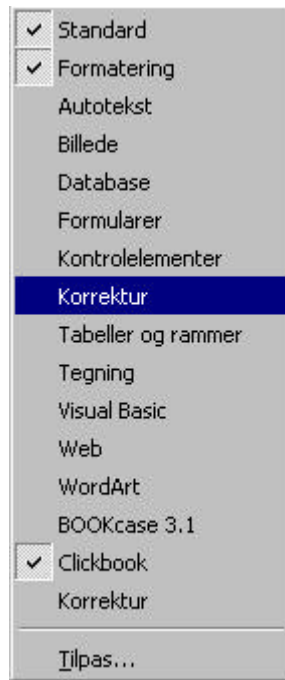 Standard
Formatering
Autotekst
Billede
Database
Formularer
Kontrolelementer
Korrektur
Tabeller og rammer
Tegning
Visual Basic
Web
WordArt
BOOKcase 3.1
Clickbook
Korrektur
Tilpas...